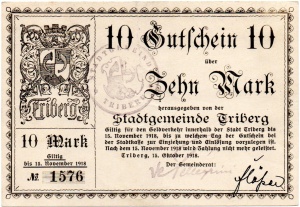 10 Gutschein 10
über
Zehn Mark
herausgegeben von der
Stadtgemeinde Triberg
Gültig für den Geldverkehr innerhalb der Stadt Triberg bis
15. November 1918, bis zu welchem Tag der Gutschein bei der
Stadtkasse zur Einziehung und Einlösung vorzulegen ist.
Nach dem 15. November 1918 wird Zahlung nicht mehr geleistet.
Triberg, 15. Oktober 1918.
Der Gemeinderat:
Triberg
10 Mark
Gültig
bis 15. November 1918
№ 1576